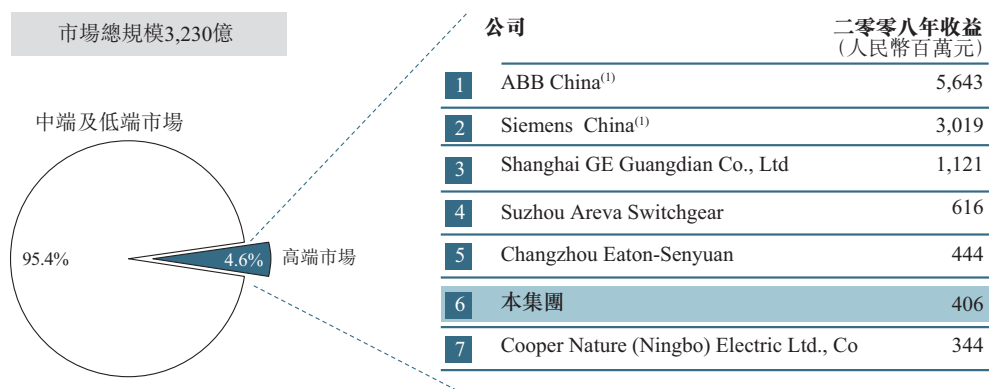 市場總規模3,230億
中端及低端市場
95.4%
4.6%
高端市場
公司 二零零八年收益
(人民幣百萬元)
1 ABB China(1) 5,643
2 Siemens China(1) 3,019
3 Shanghai GE Guangdian Co., Ltd 1,121
4 Suzhou Areva Switchgear 616
5 Changzhou Eaton-Senyuan 444
6 本集團 406
7 Cooper Nature (Ningbo) Electric Ltd., Co 344